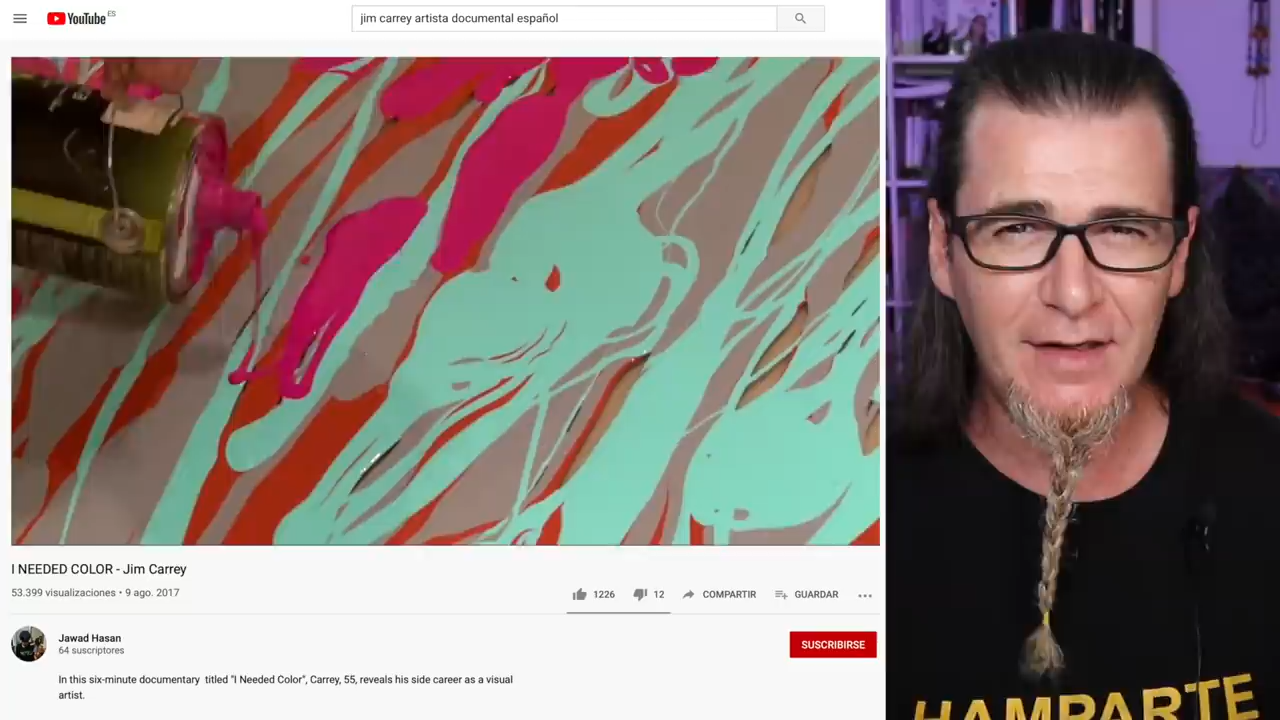 YouTube ES
jim carrey artista documental español
I NEEDED COLOR - Jim Carrey
53.399 visualizaciones • 9 ago. 2017
1226
12
COMPARTIR
GUARDAR
Jawad Hasan
64 suscriptores
SUSCRIBIRSE
In this six-minute documentary titled "I Needed Color", Carrey, 55, reveals his side career as a visual
artist.
HAMPARTE